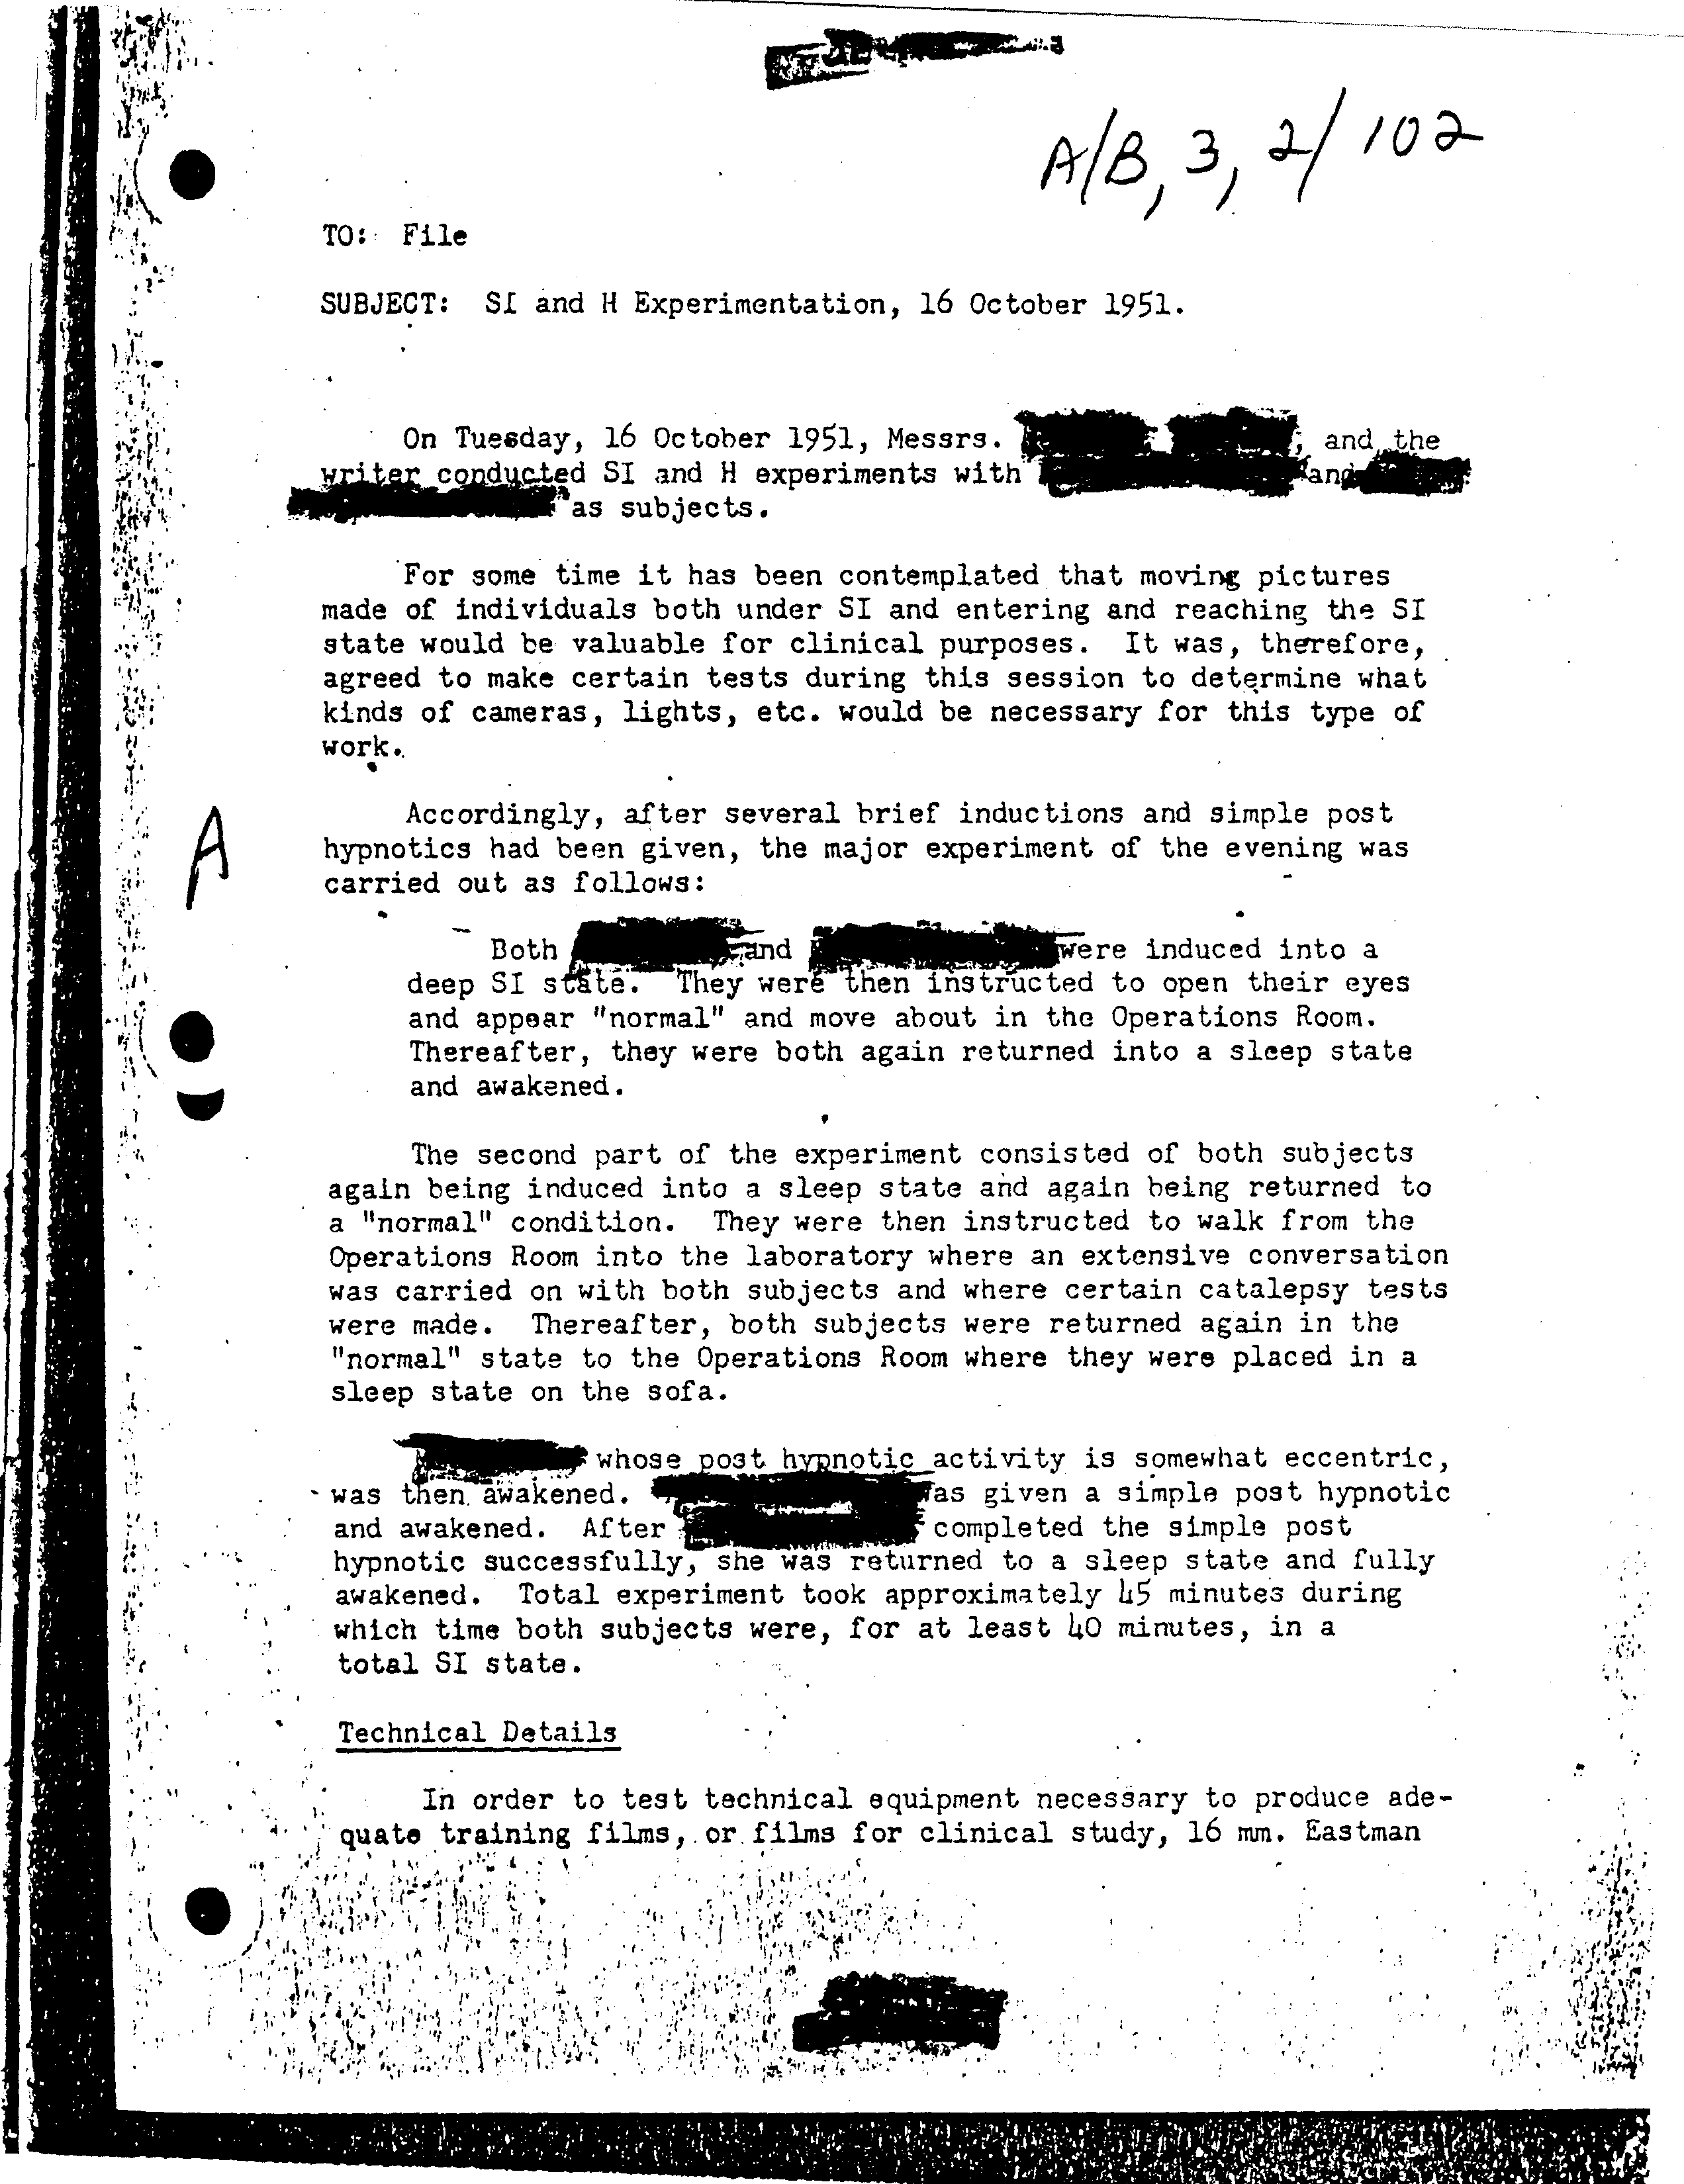 A/B, 3, 2/102
TO: File
SUBJECT: SI and H Experimentation, 16 October 1951.
On Tuesday, 16 October 1951, Messrs. , and the
writer conducted SI and H experiments with and
as subjects.
For some time it has been contemplated that moving pictures
made of individuals both under SI and entering and reaching the SI
state would be valuable for clinical purposes. It was, therefore,
agreed to make certain tests during this session to determine what
kinds of cameras, lights, etc. would be necessary for this type of
work.
Accordingly, after several brief inductions and simple post
hypnotics had been given, the major experiment of the evening was
carried out as follows:
A
Both and were induced into a
deep SI state. They were then instructed to open their eyes
and appear "normal" and move about in the Operations Room.
Thereafter, they were both again returned into a sleep state
and awakened.
The second part of the experiment consisted of both subjects
again being induced into a sleep state and again being returned to
a "normal" condition. They were then instructed to walk from the
Operations Room into the laboratory where an extensive conversation
was carried on with both subjects and where certain catalepsy tests
were made. Thereafter, both subjects were returned again in the
"normal" state to the Operations Room where they were placed in a
sleep state on the sofa.
whose post hypnotic activity is somewhat eccentric,
was then awakened. was given a simple post hypnotic
and awakened. After completed the simple post
hypnotic successfully, she was returned to a sleep state and fully
awakened. Total experiment took approximately 45 minutes during
which time both subjects were, for at least 40 minutes, in a
total SI state.
Technical Details
In order to test technical equipment necessary to produce ade-
quate training films, or films for clinical study, 16 mm. Eastman